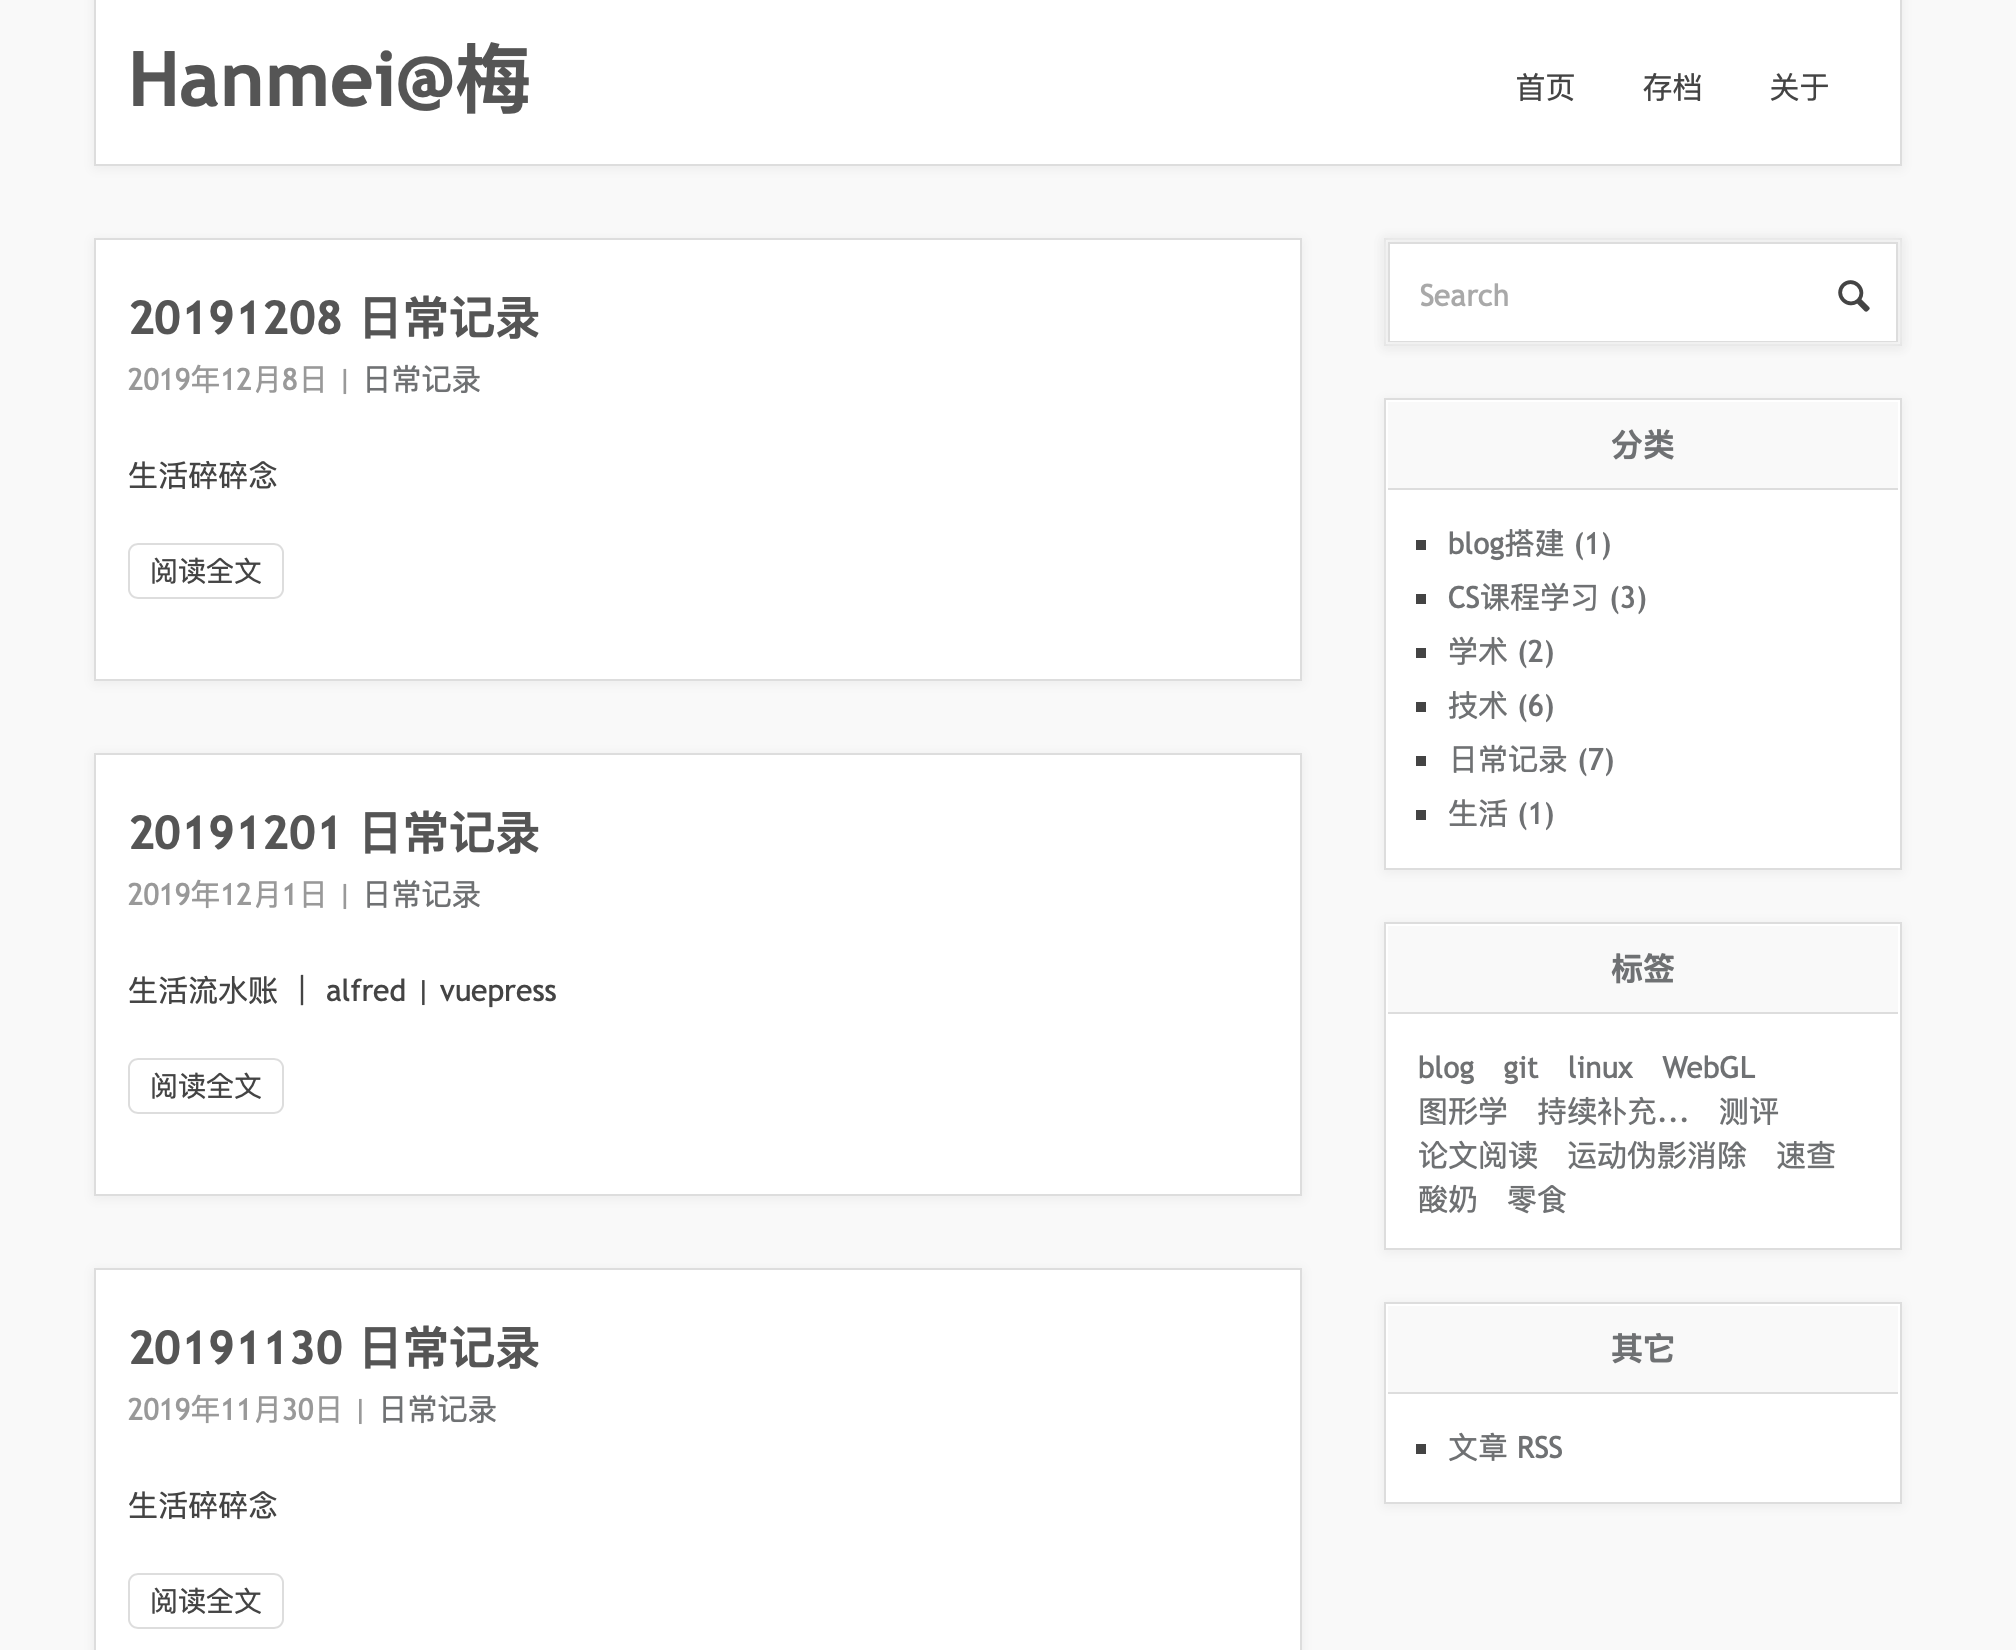 Hanmei@梅
首页 存档 关于
20191208 日常记录
2019年12月8日 | 日常记录
生活碎碎念
阅读全文
20191201 日常记录
2019年12月1日 | 日常记录
生活流水账 | alfred | vuepress
阅读全文
20191130 日常记录
2019年11月30日 | 日常记录
生活碎碎念
阅读全文
Search
分类
blog搭建 (1)
CS课程学习 (3)
学术 (2)
技术 (6)
日常记录 (7)
生活 (1)
标签
blog git linux WebGL
图形学 持续补充... 测评
论文阅读 运动伪影消除 速查
酸奶 零食
其它
文章 RSS